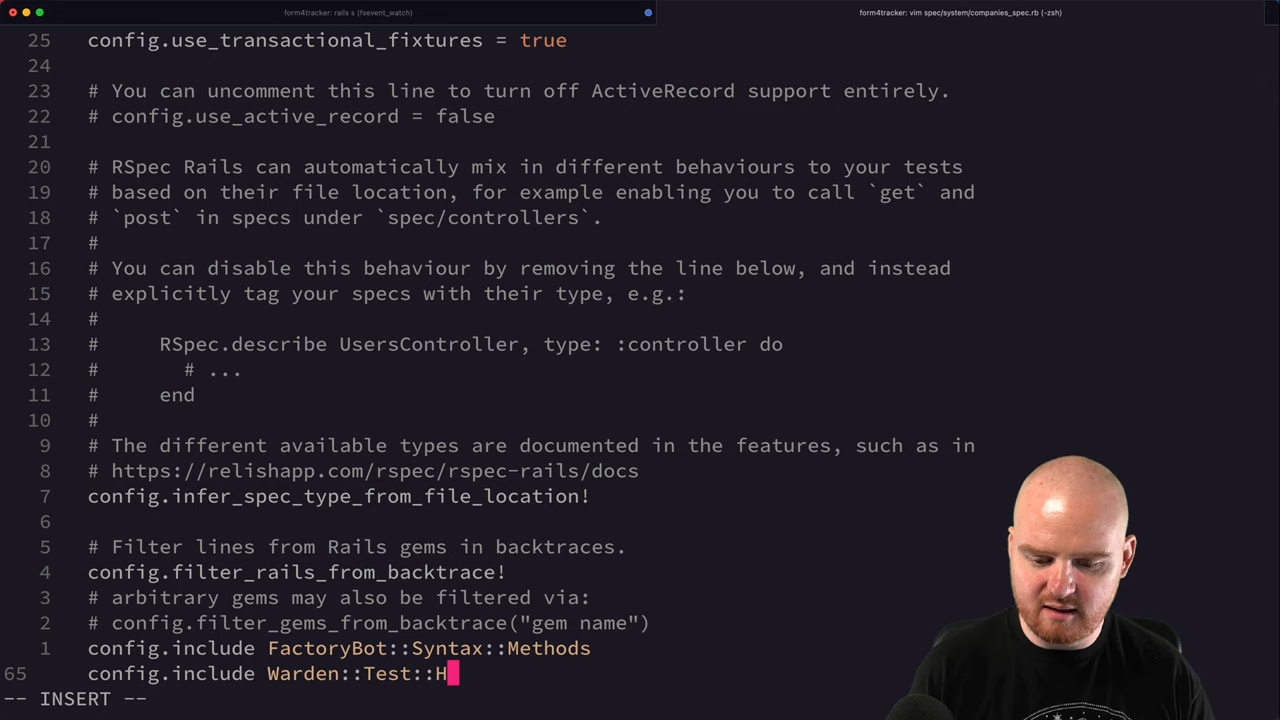 form4tracker: rails s (fsevent_watch)
form4tracker: vim spec/system/companies_spec.rb (-zsh)
25 config.use_transactional_fixtures = true
24
23 # You can uncomment this line to turn off ActiveRecord support entirely.
22 # config.use_active_record = false
21
20 # RSpec Rails can automatically mix in different behaviours to your tests
19 # based on their file location, for example enabling you to call `get` and
18 # `post` in specs under `spec/controllers`.
17 #
16 # You can disable this behaviour by removing the line below, and instead
15 # explicitly tag your specs with their type, e.g.:
14 #
13 #     RSpec.describe UsersController, type: :controller do
12 #       # ...
11 #     end
10 #
9 # The different available types are documented in the features, such as in
8 # https://relishapp.com/rspec/rspec-rails/docs
7 config.infer_spec_type_from_file_location!
6
5 # Filter lines from Rails gems in backtraces.
4 config.filter_rails_from_backtrace!
3 # arbitrary gems may also be filtered via:
2 # config.filter_gems_from_backtrace("gem name")
1 config.include FactoryBot::Syntax::Methods
65 config.include Warden::Test::H
-- INSERT --